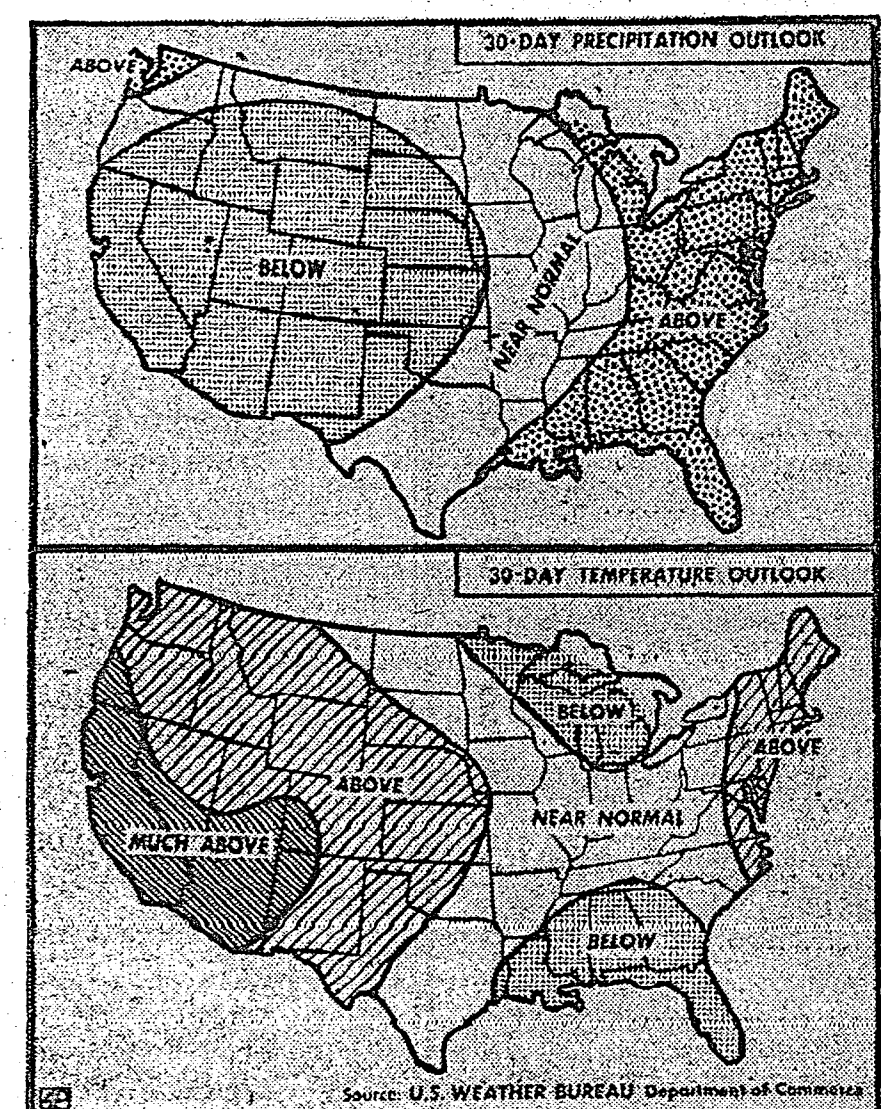 30-DAY PRECIPITATION OUTLOOK
ABOVE
BELOW
NEAR NORMAL
ABOVE
30-DAY TEMPERATURE OUTLOOK
BELOW
ABOVE
ABOVE
NEAR NORMAL
MUCH ABOVE
BELOW
Source: U.S. WEATHER BUREAU Department of Commerce